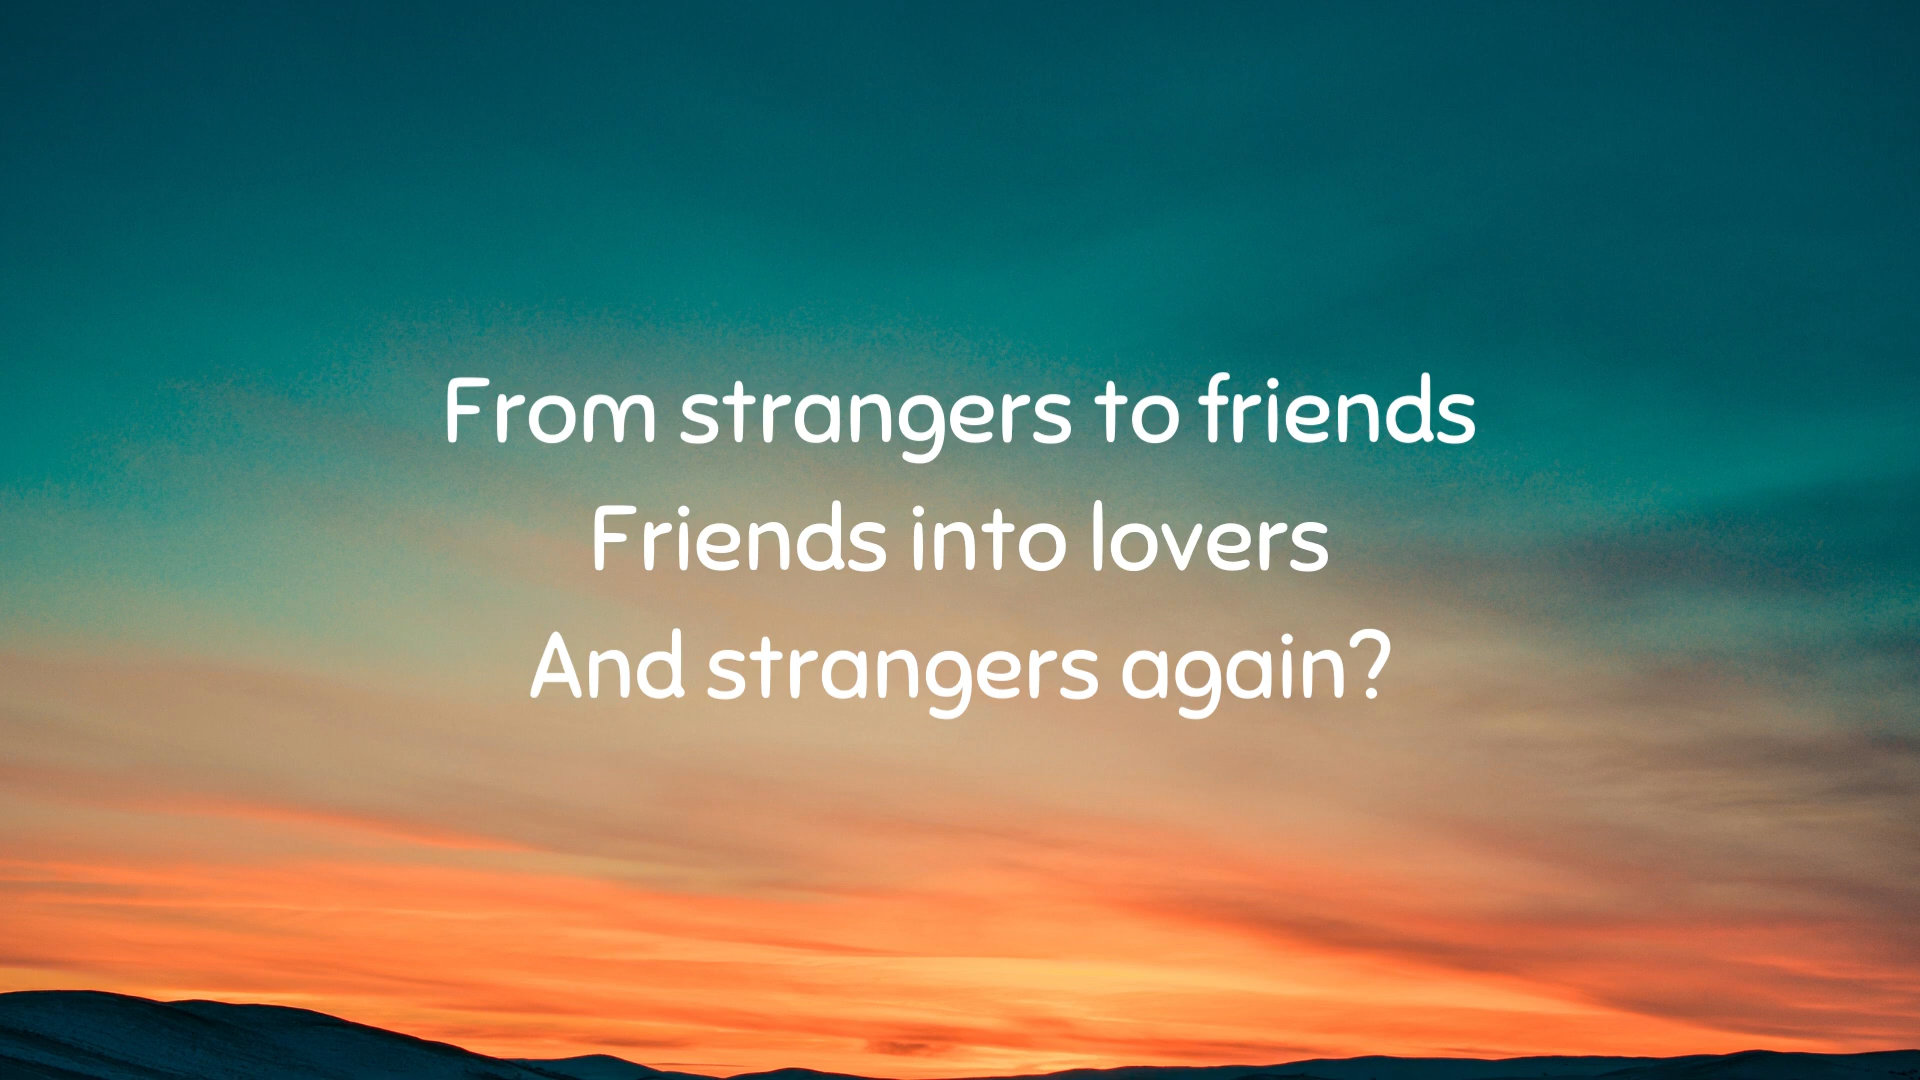 From strangers to friends
Friends into lovers
And strangers again?